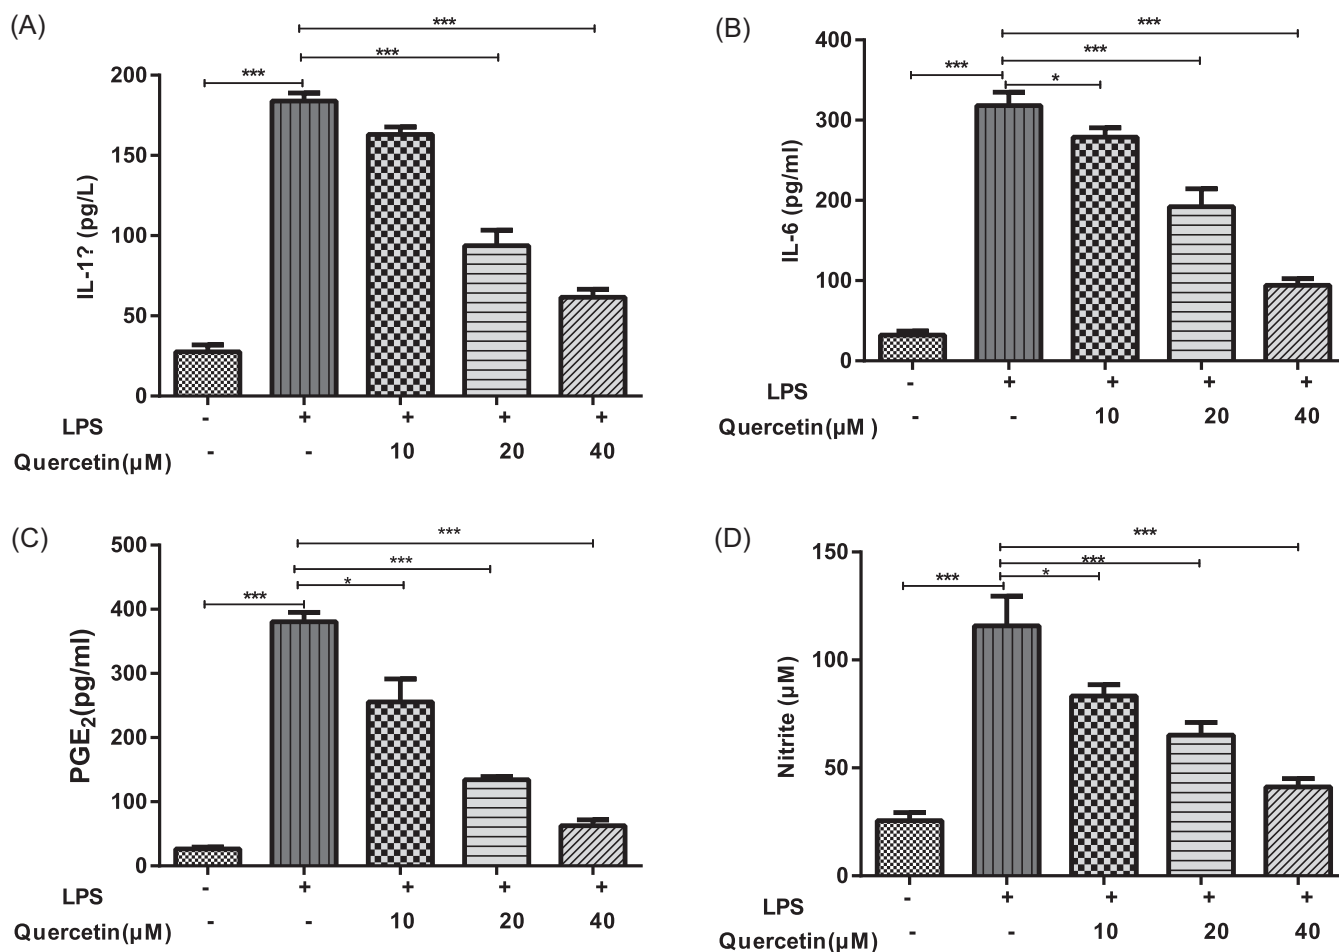 (A)
***
***
***
200
150
100
50
0
IL-1? (pg/L)
LPS - + + + +
Quercetin(µM) - - 10 20 40
(B)
***
***
***
*
400
300
200
100
0
IL-6 (pg/ml)
LPS - + + + +
Quercetin(µM ) - - 10 20 40
(C)
***
***
*
***
500
400
300
200
100
0
PGE2(pg/ml)
LPS - + + + +
Quercetin(µM) - - 10 20 40
(D)
***
***
*
***
150
100
50
0
Nitrite (µM)
LPS - + + + +
Quercetin(µM) - - 10 20 40